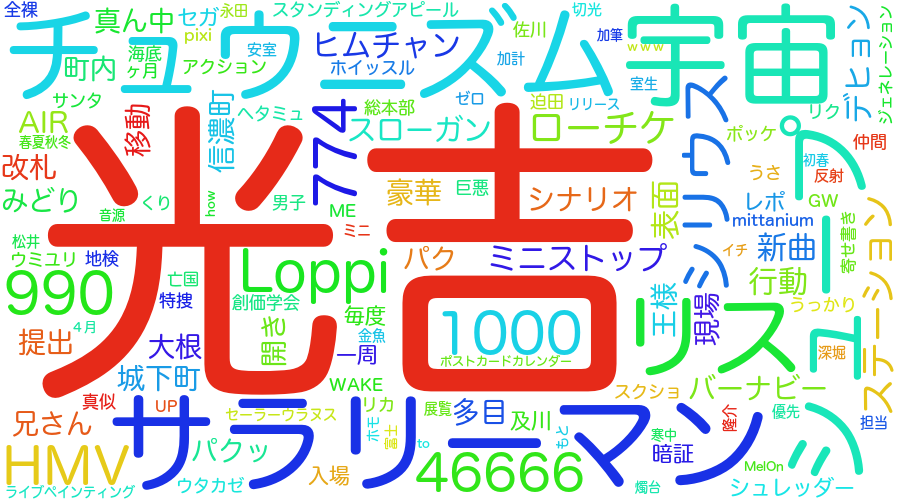 全裸
チュウニズム
永田
スタンディングアピール
切光
宇宙
デヒョン
ジェネレーション
真ん中
セガ
pixi
海底
ヶ月
町内
安室
アクション
ヒムチャン
ホイッスル
佐川
加計
加筆
www
室生
サンタ
AIR
春夏秋冬
移動
信濃町
ヘタミュ
774
総本部
スローガン
ゼロ
迫田
リリース
ローチケ
シリウス
ポッケ
リク
仲間
改札
みどり
光吉
豪華
巨悪
シナリオ
表面
うさ
初春
反射
レポ
GW
mittanium
音源
くり
how
男子
ME
ミニ
松井
ウミユリ
地検
亡国
パク
ミニストップ
新曲
イチ
寄せ書き
990
特捜
Loppi
創価学会
毎度
行動
うっかり
プシュー
ステーション
4月
提出
大根
開き
金魚
一周
1000
ポストカードカレンダー
王様
現場
リス
ユニ
深堀
城下町
WAKE
真似
UP
兄さん
サラリーマン
セーラーウラヌス
リカ
展覧
多目
及川
スクショ
バーナビー
隆介
優先
担当
HMV
パクッ
ホモ
富士
to
もと
寒中
暗証
MelOn
ライブペインティング
ウタカゼ
入場
46666
燭台
シュレッダー